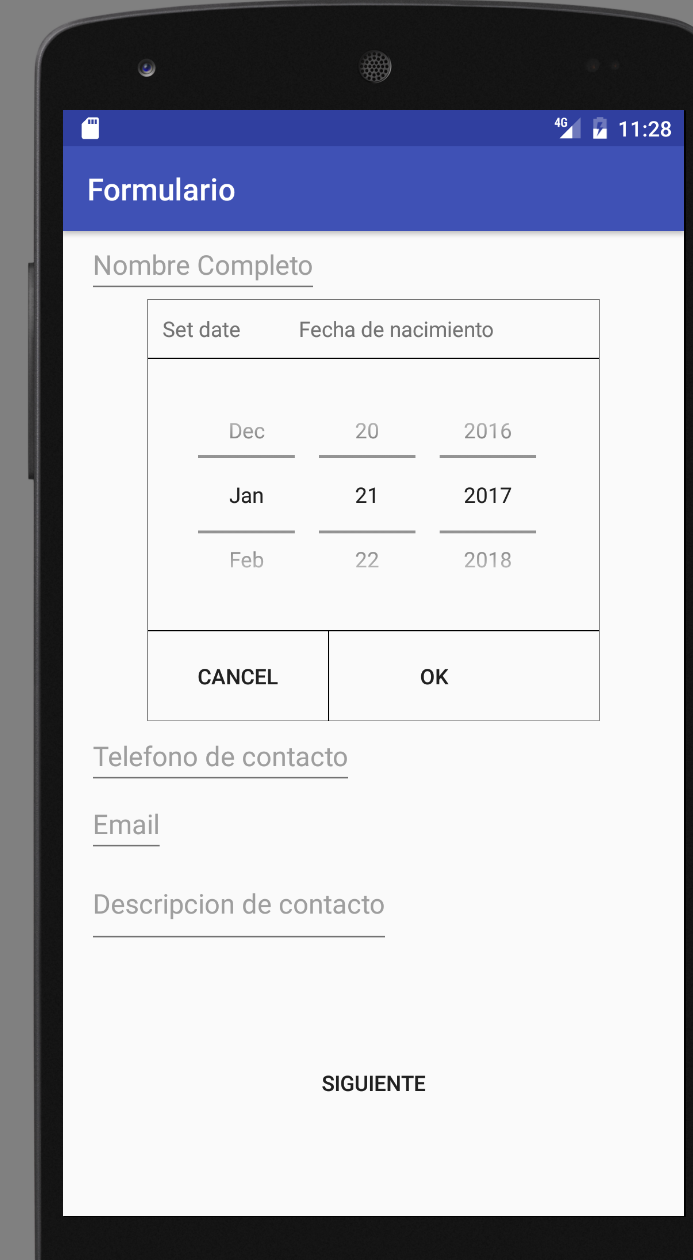 4G 11:28
Formulario
Nombre Completo
Set date Fecha de nacimiento
Dec 20 2016
Jan 21 2017
Feb 22 2018
CANCEL OK
Telefono de contacto
Email
Descripcion de contacto
SIGUIENTE